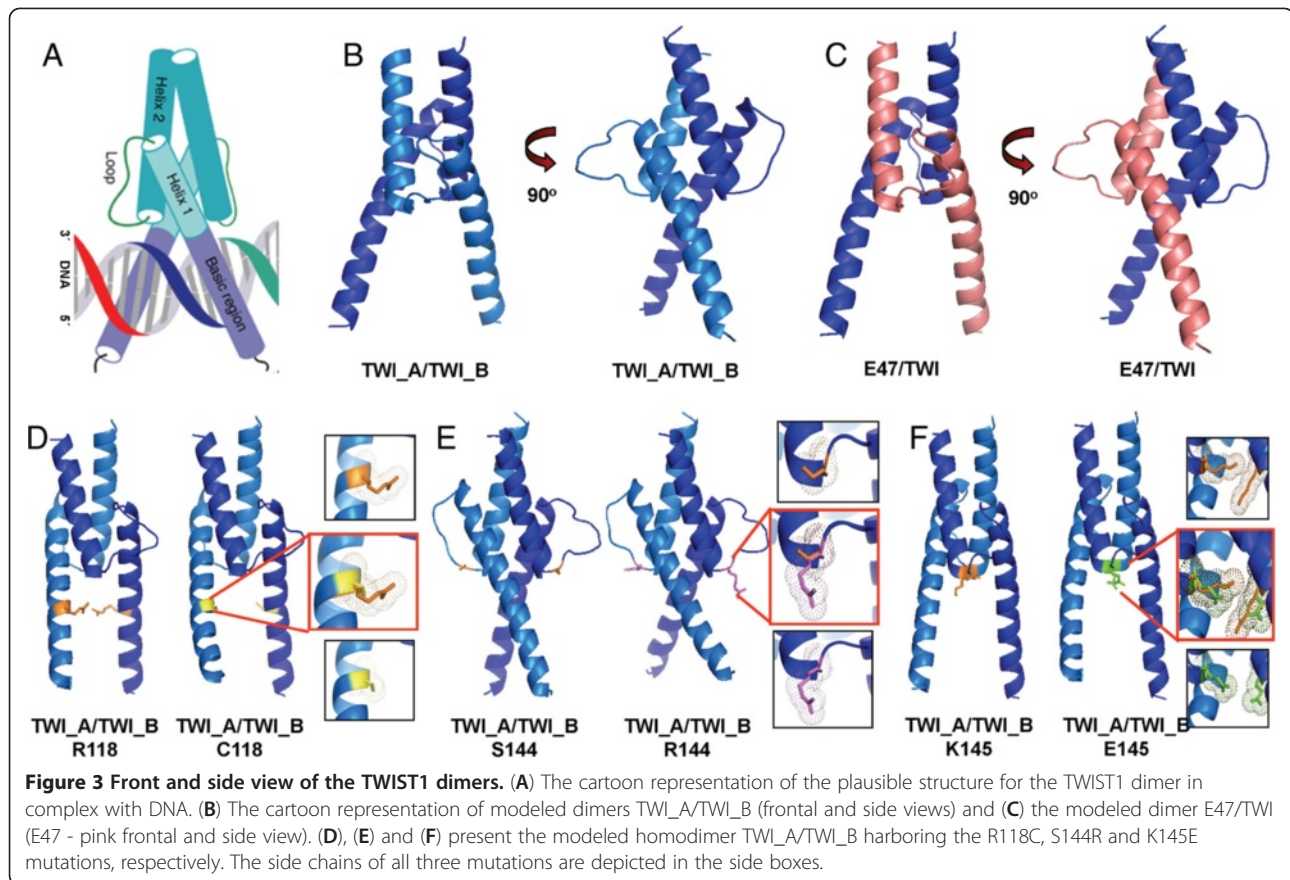 A
Helix 2
Loop
Helix 1
3´
DNA
5´
Basic region
B
90º
TWI_A/TWI_B
TWI_A/TWI_B
C
90º
E47/TWI
E47/TWI
D
TWI_A/TWI_B
R118
TWI_A/TWI_B
C118
E
TWI_A/TWI_B
S144
TWI_A/TWI_B
R144
F
TWI_A/TWI_B
K145
TWI_A/TWI_B
E145
Figure 3 Front and side view of the TWIST1 dimers. (A) The cartoon representation of the plausible structure for the TWIST1 dimer in
complex with DNA. (B) The cartoon representation of modeled dimers TWI_A/TWI_B (frontal and side views) and (C) the modeled dimer E47/TWI
(E47 - pink frontal and side view). (D), (E) and (F) present the modeled homodimer TWI_A/TWI_B harboring the R118C, S144R and K145E
mutations, respectively. The side chains of all three mutations are depicted in the side boxes.